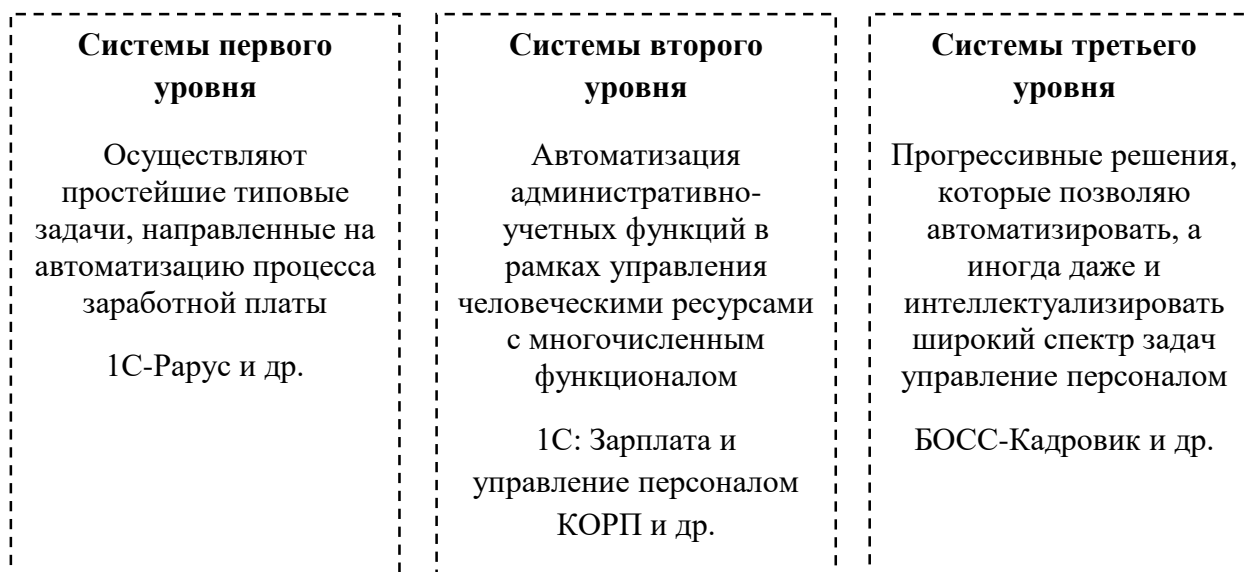 Системы первого
уровня
Осуществляют
простейшие типовые
задачи, направленные на
автоматизацию процесса
заработной платы
1С-Рарус и др.
Системы второго
уровня
Автоматизация
административно-
учетных функций в
рамках управления
человеческими ресурсами
с многочисленным
функционалом
1С: Зарплата и
управление персоналом
КОРП и др.
Системы третьего
уровня
Прогрессивные решения,
которые позволяю
автоматизировать, а
иногда даже и
интеллектуализировать
широкий спектр задач
управление персоналом
БОСС-Кадровик и др.